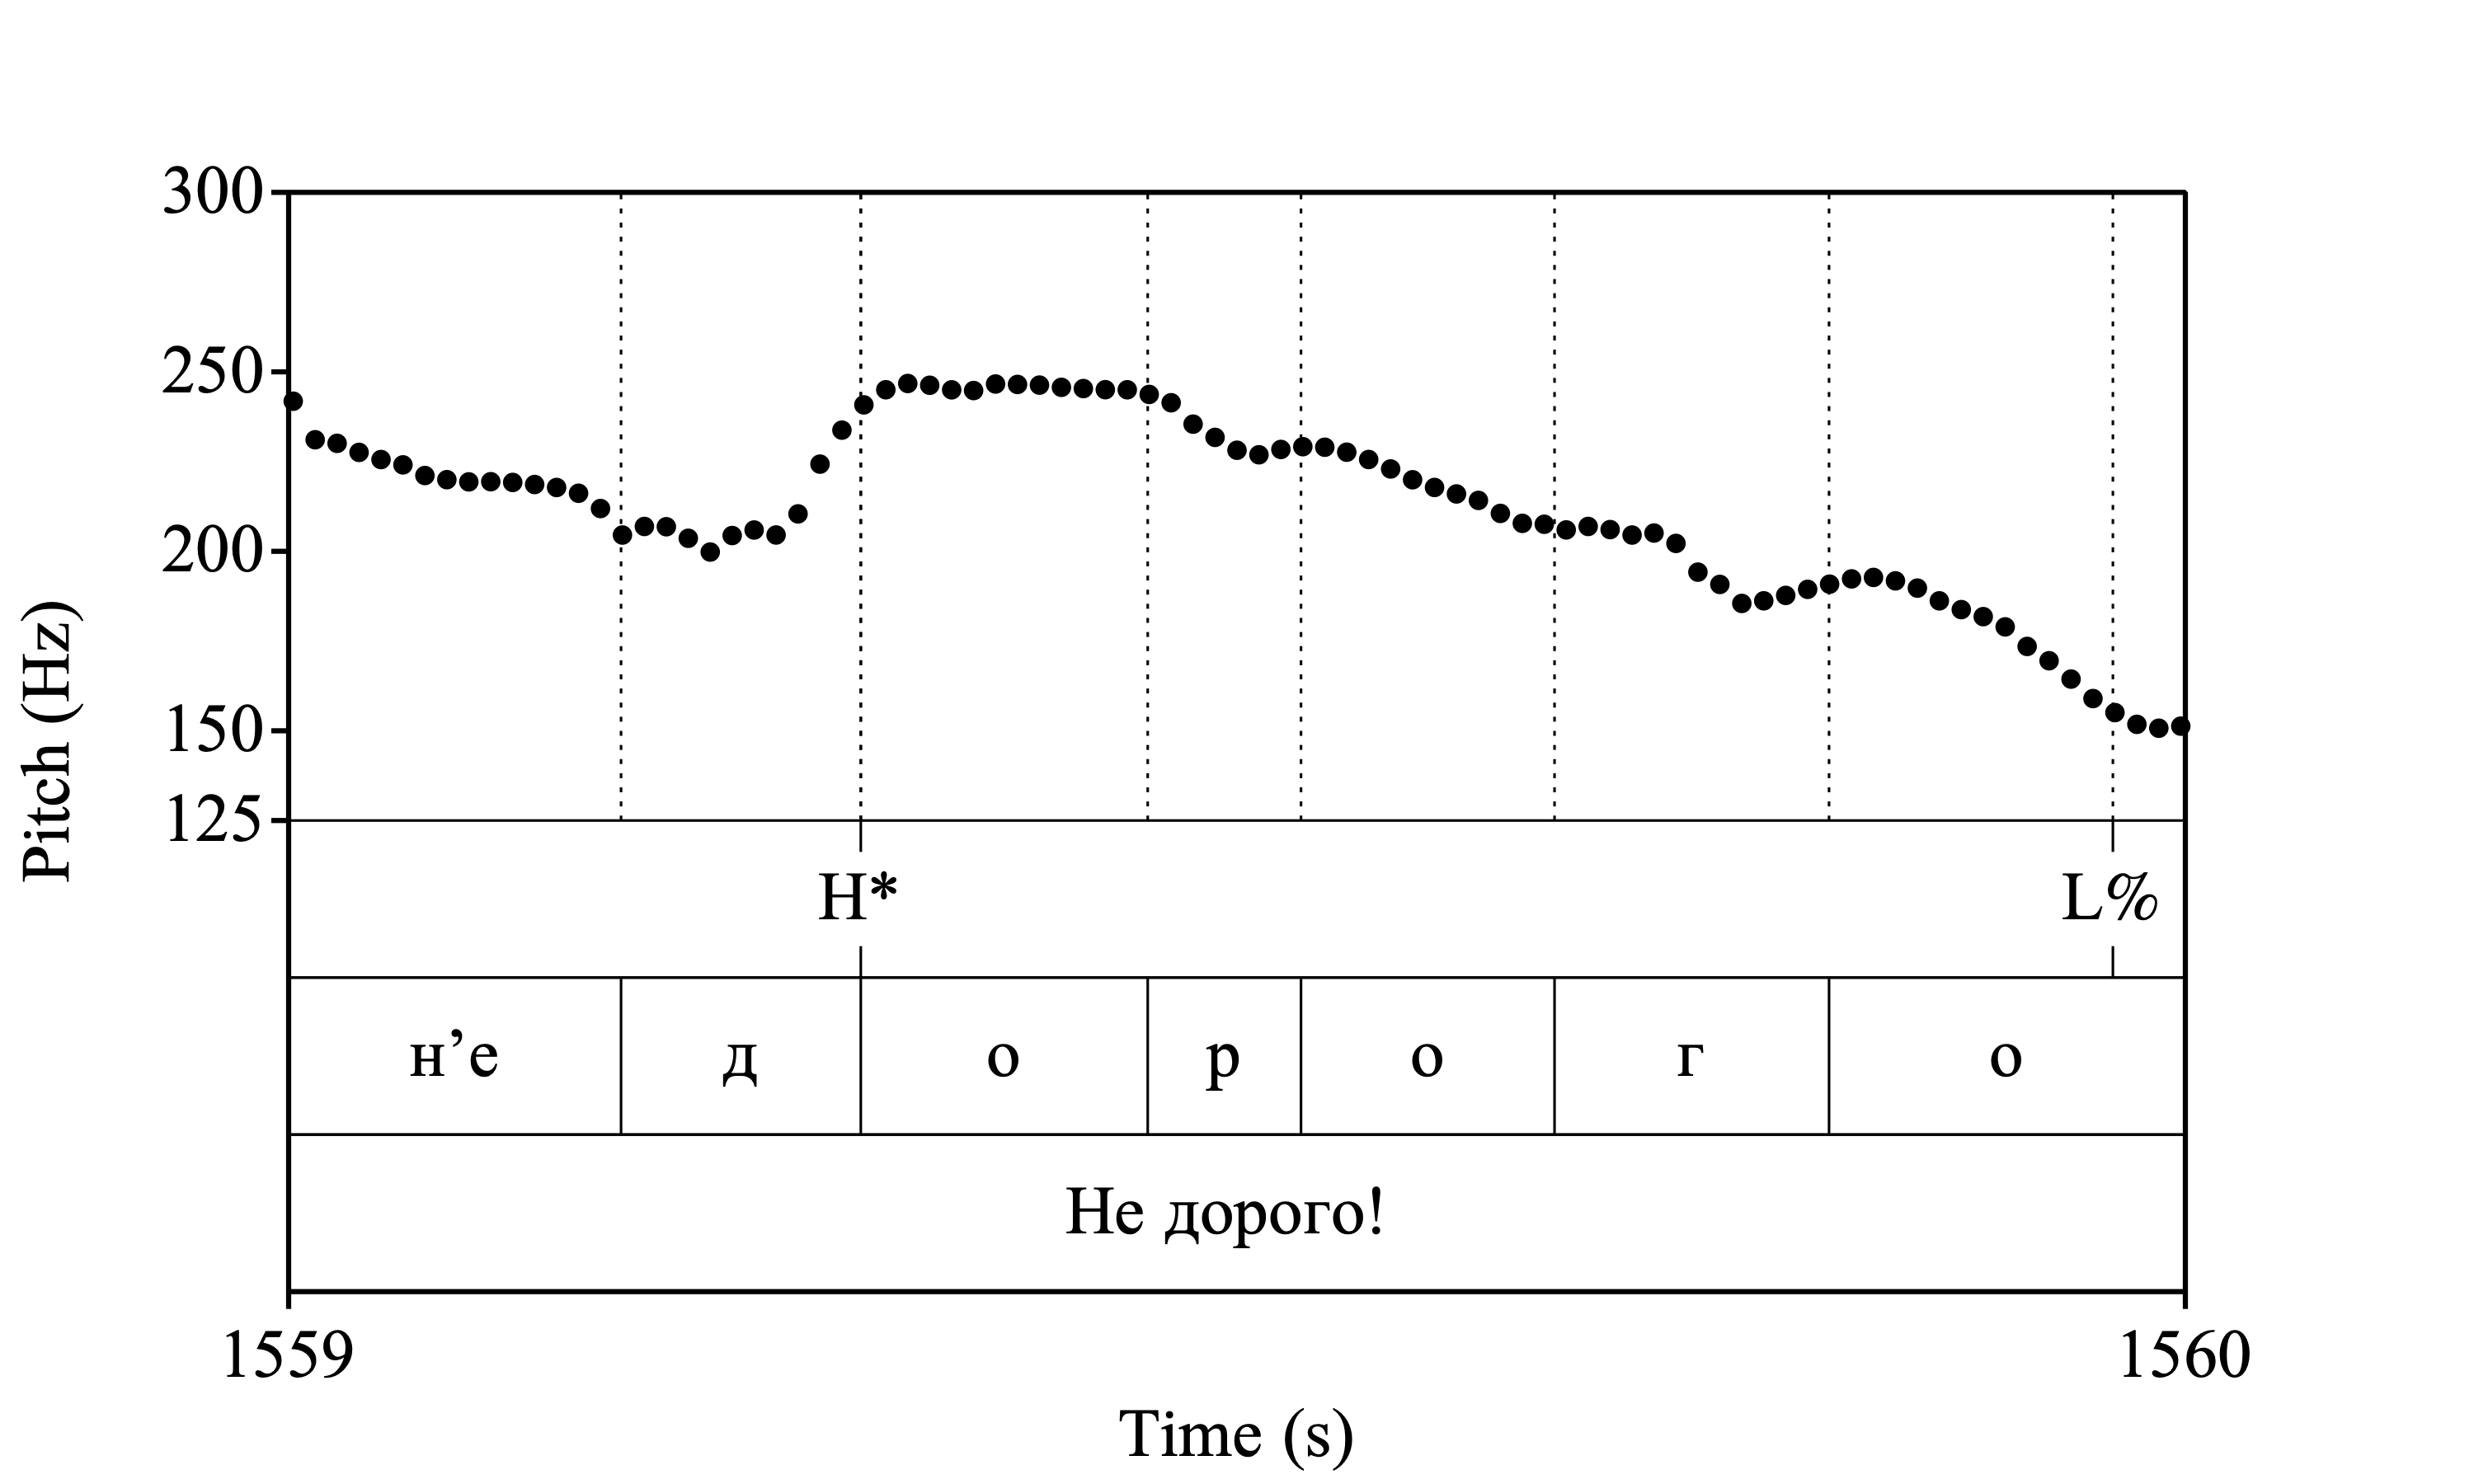 300
250
200
150
125
Pitch (Hz)
H* L%
н’е д о р о г о
Не дорого!
1559 1560
Time (s)